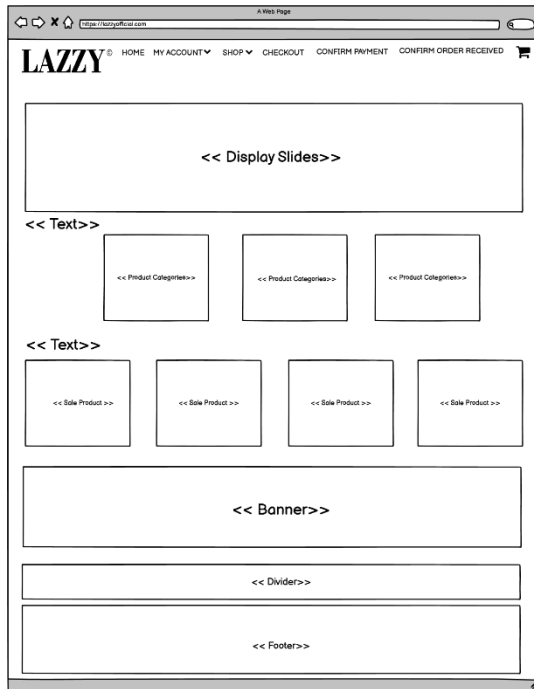 A Web Page
https://lazzyofficial.com
LAZZY© HOME MY ACCOUNT SHOP CHECKOUT CONFIRM PAYMENT CONFIRM ORDER RECEIVED
<< Display Slides>>
<< Text>>
<< Product Categories>> << Product Categories>> << Product Categories>>
<< Text>>
<< Sale Product >> << Sale Product >> << Sale Product >> << Sale Product >>
<< Banner>>
<< Divider>>
<< Footer>>